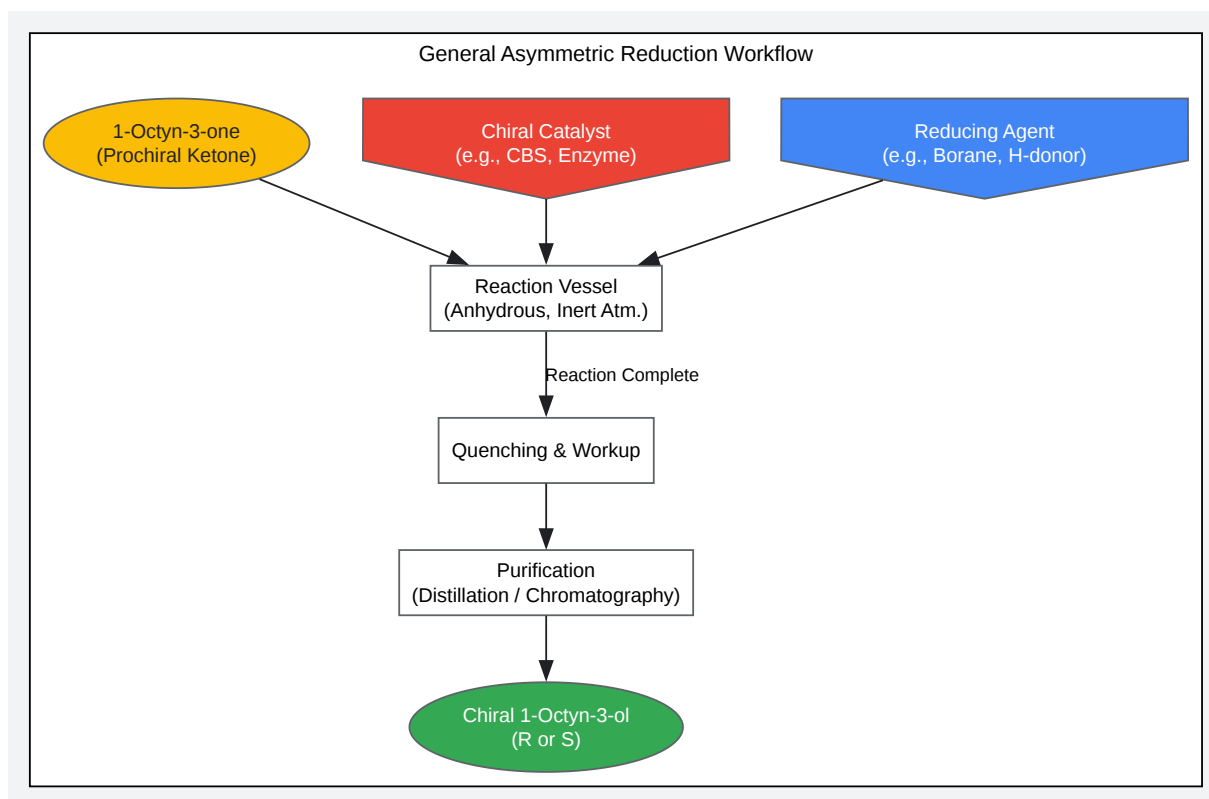 General Asymmetric Reduction Workflow
1-Octyn-3-one
(Prochiral Ketone)
Chiral Catalyst
(e.g., CBS, Enzyme)
Reducing Agent
(e.g., Borane, H-donor)
Reaction Vessel
(Anhydrous, Inert Atm.)
Reaction Complete
Quenching & Workup
Purification
(Distillation / Chromatography)
Chiral 1-Octyn-3-ol
(R or S)